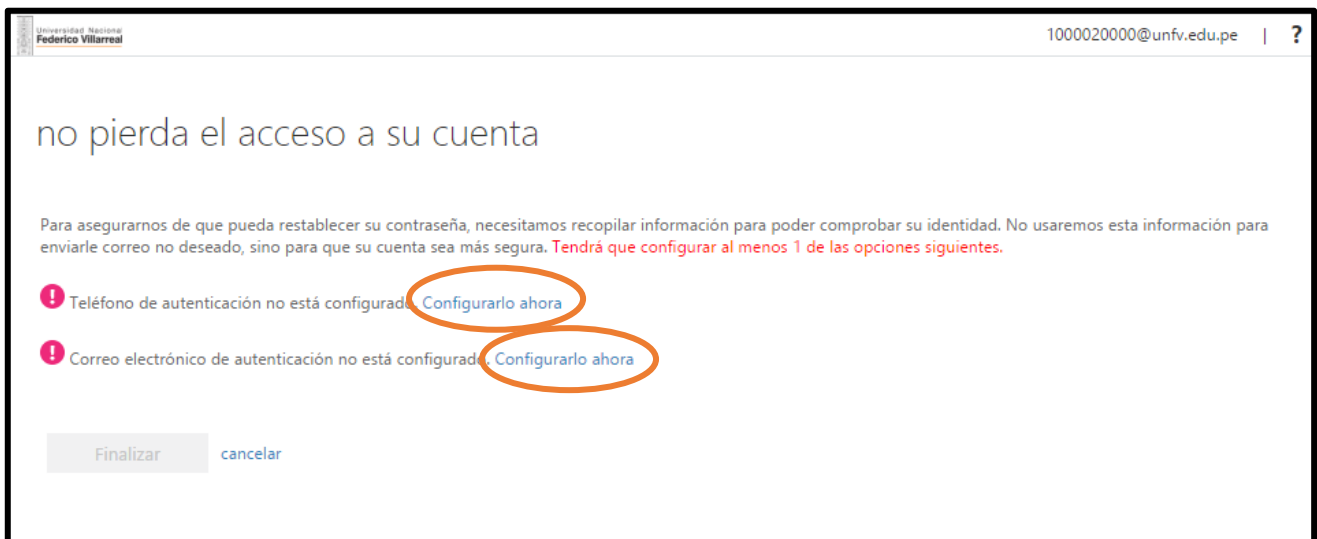 Universidad Nacional
Federico Villarreal
1000020000@unfv.edu.pe | ?
no pierda el acceso a su cuenta
Para asegurarnos de que pueda restablecer su contraseña, necesitamos recopilar información para poder comprobar su identidad. No usaremos esta información para
enviarle correo no deseado, sino para que su cuenta sea más segura. Tendrá que configurar al menos 1 de las opciones siguientes.
! Teléfono de autenticación no está configurado. Configurarlo ahora
! Correo electrónico de autenticación no está configurado. Configurarlo ahora
Finalizar cancelar